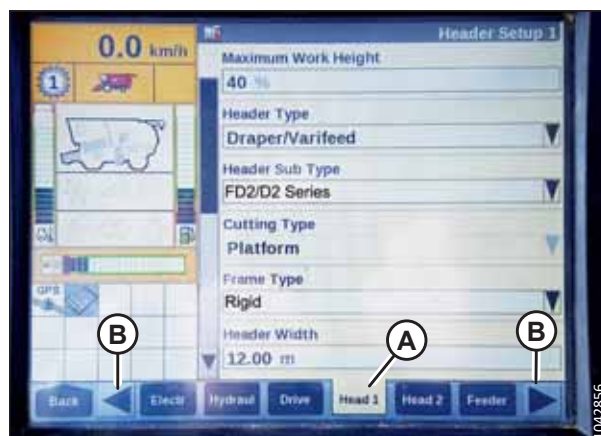 0.0 km/h
1
Header Setup 1
Maximum Work Height
40 %
Header Type
Draper/Varifeed
Header Sub Type
FD2/D2 Series
Cutting Type
Platform
Frame Type
Rigid
Header Width
12.00 m
GPS
B
A
B
Back
Electr
Hydraul
Drive
Head 1
Head 2
Feeder
1042856